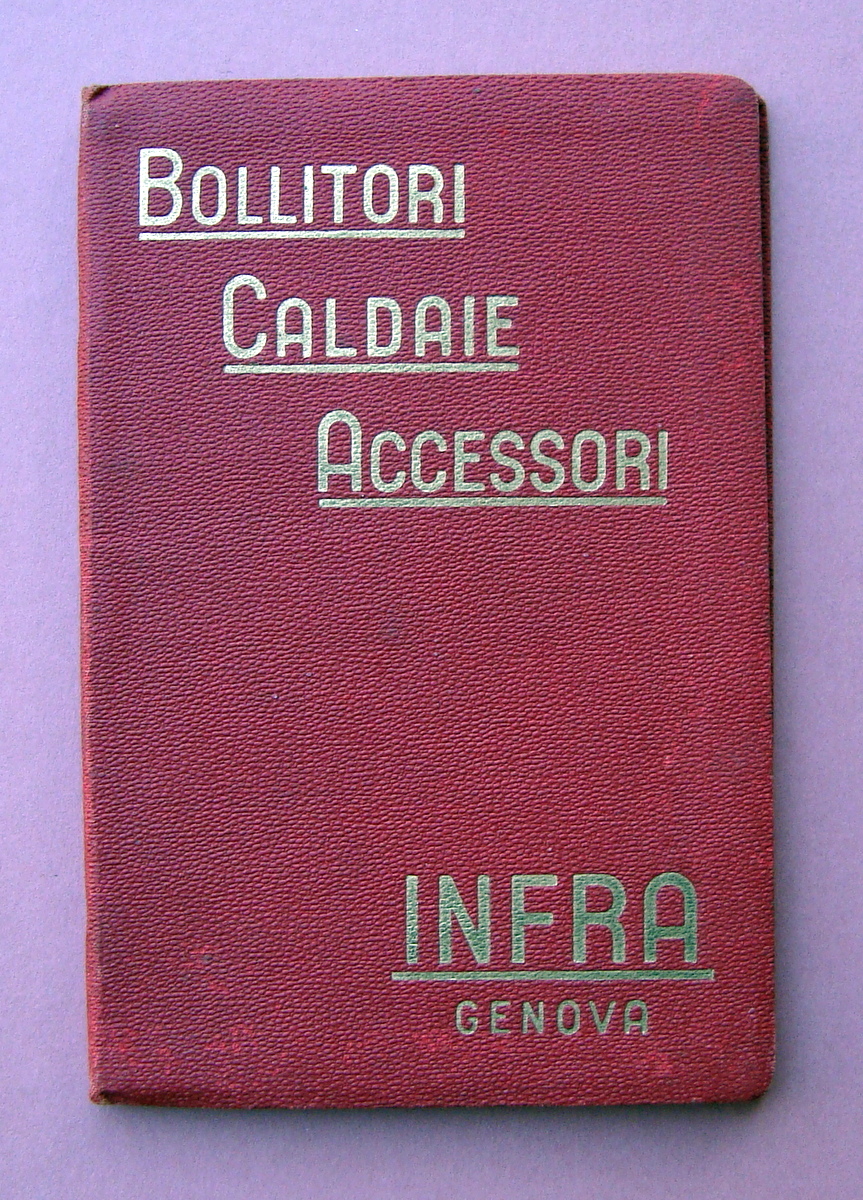 BOLLITORI
CALDAIE
ACCESSORI
INFRA
GENOVA